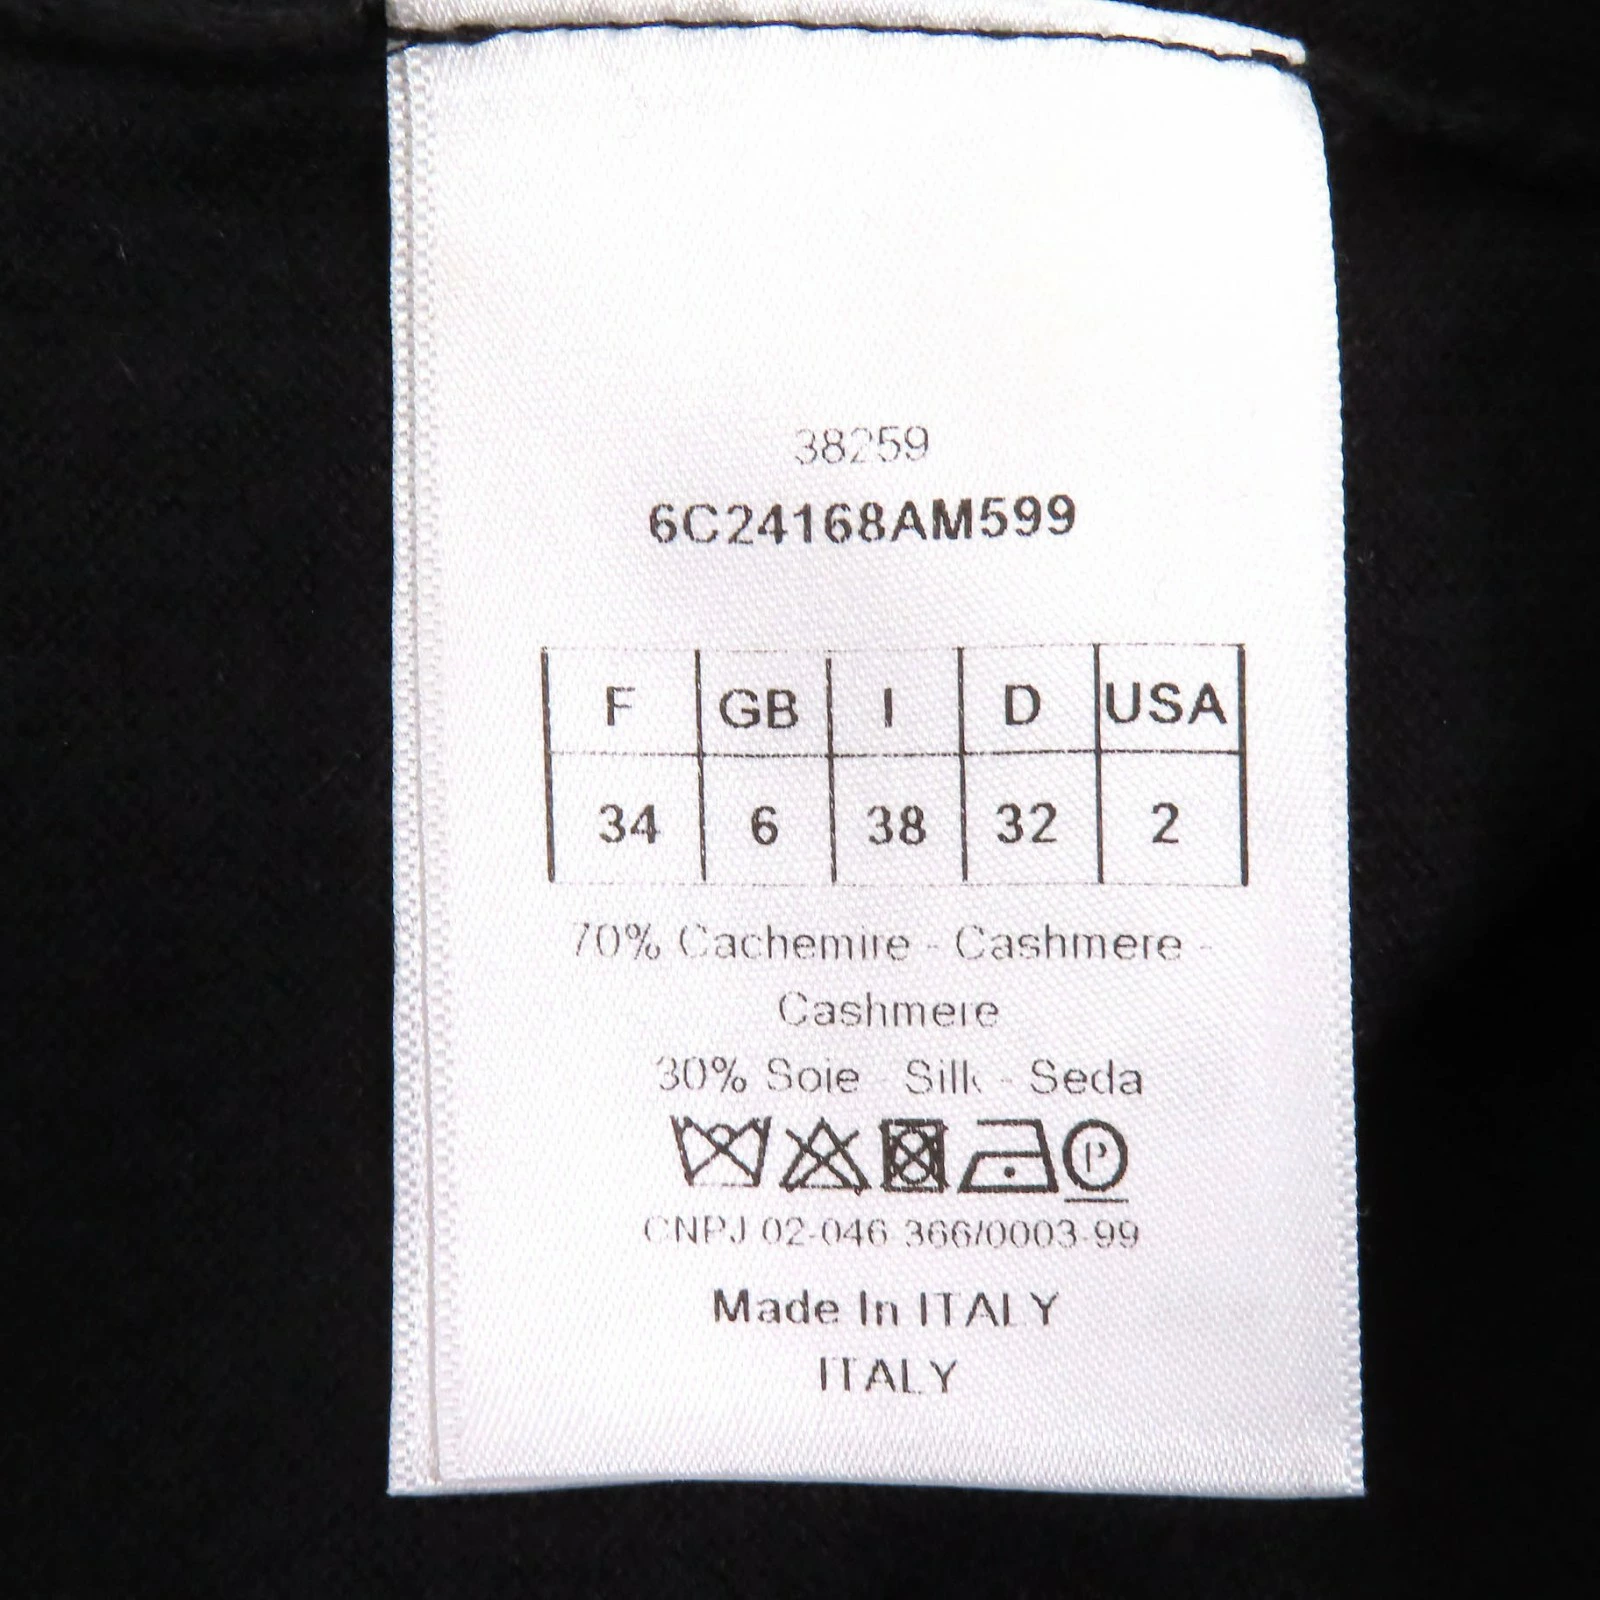 38259
6C24168AM599
F GB I D USA
34 6 38 32 2
70% Cachemire - Cashmere -
Cashmere
30% Soie - Silk - Seda
P
CNPJ 02-046 366/0003-99
Made In ITALY
ITALY